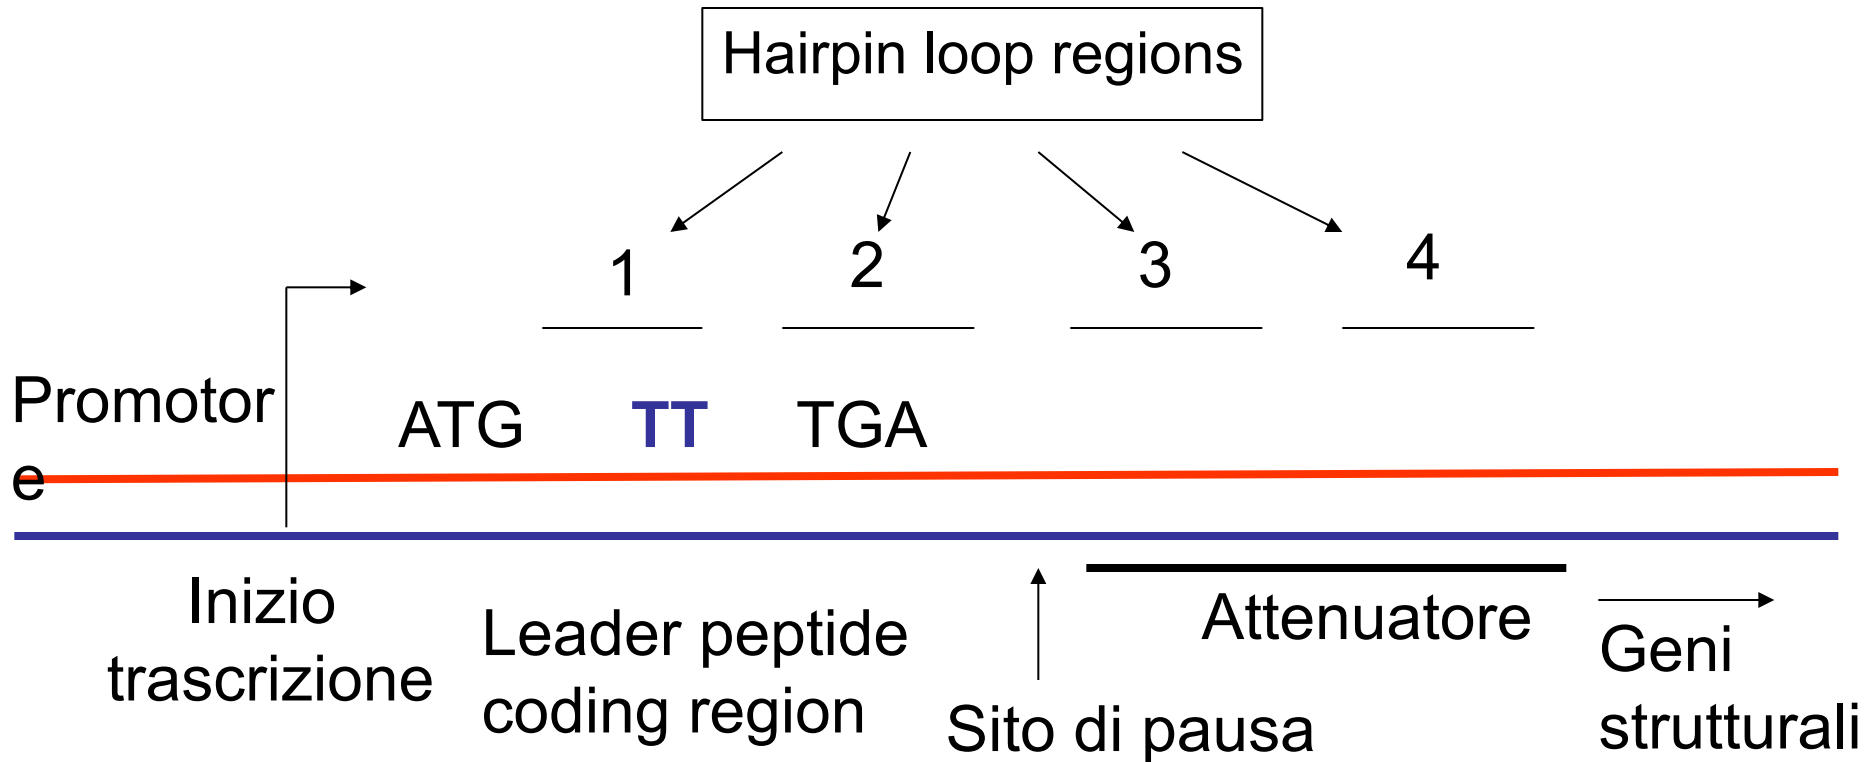 Hairpin loop regions
1
2
3
4
Promotor
e
ATG
TT
TGA
Inizio
trascrizione
Leader peptide
coding region
Sito di pausa
Attenuatore
Geni
strutturali